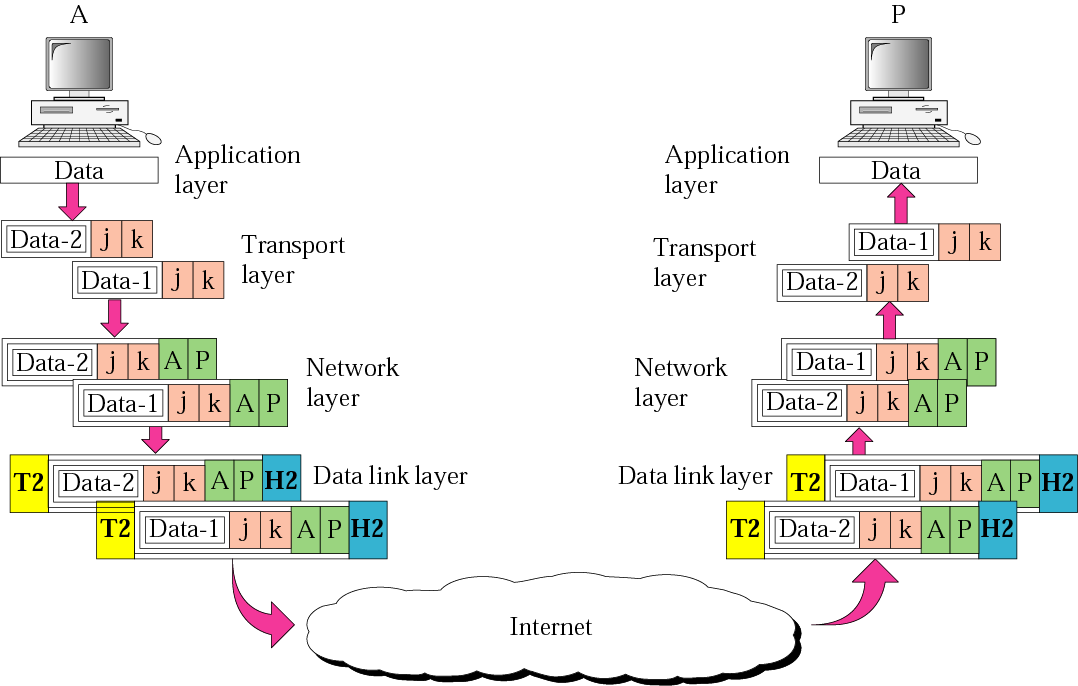 A
P
Data
Application
layer
Application
layer
Data
Data-2 j k
Transport
layer
Data-1 j k
Transport
layer
Data-1 j k
Data-2 j k
Data-2 j k A P
Network
layer
Data-1 j k A P
Network
layer
Data-1 j k A P
Data-2 j k A P
T2 Data-2 j k A P H2
Data link layer
T2 Data-1 j k A P H2
Data link layer
T2 Data-1 j k A P H2
T2 Data-2 j k A P H2
Internet